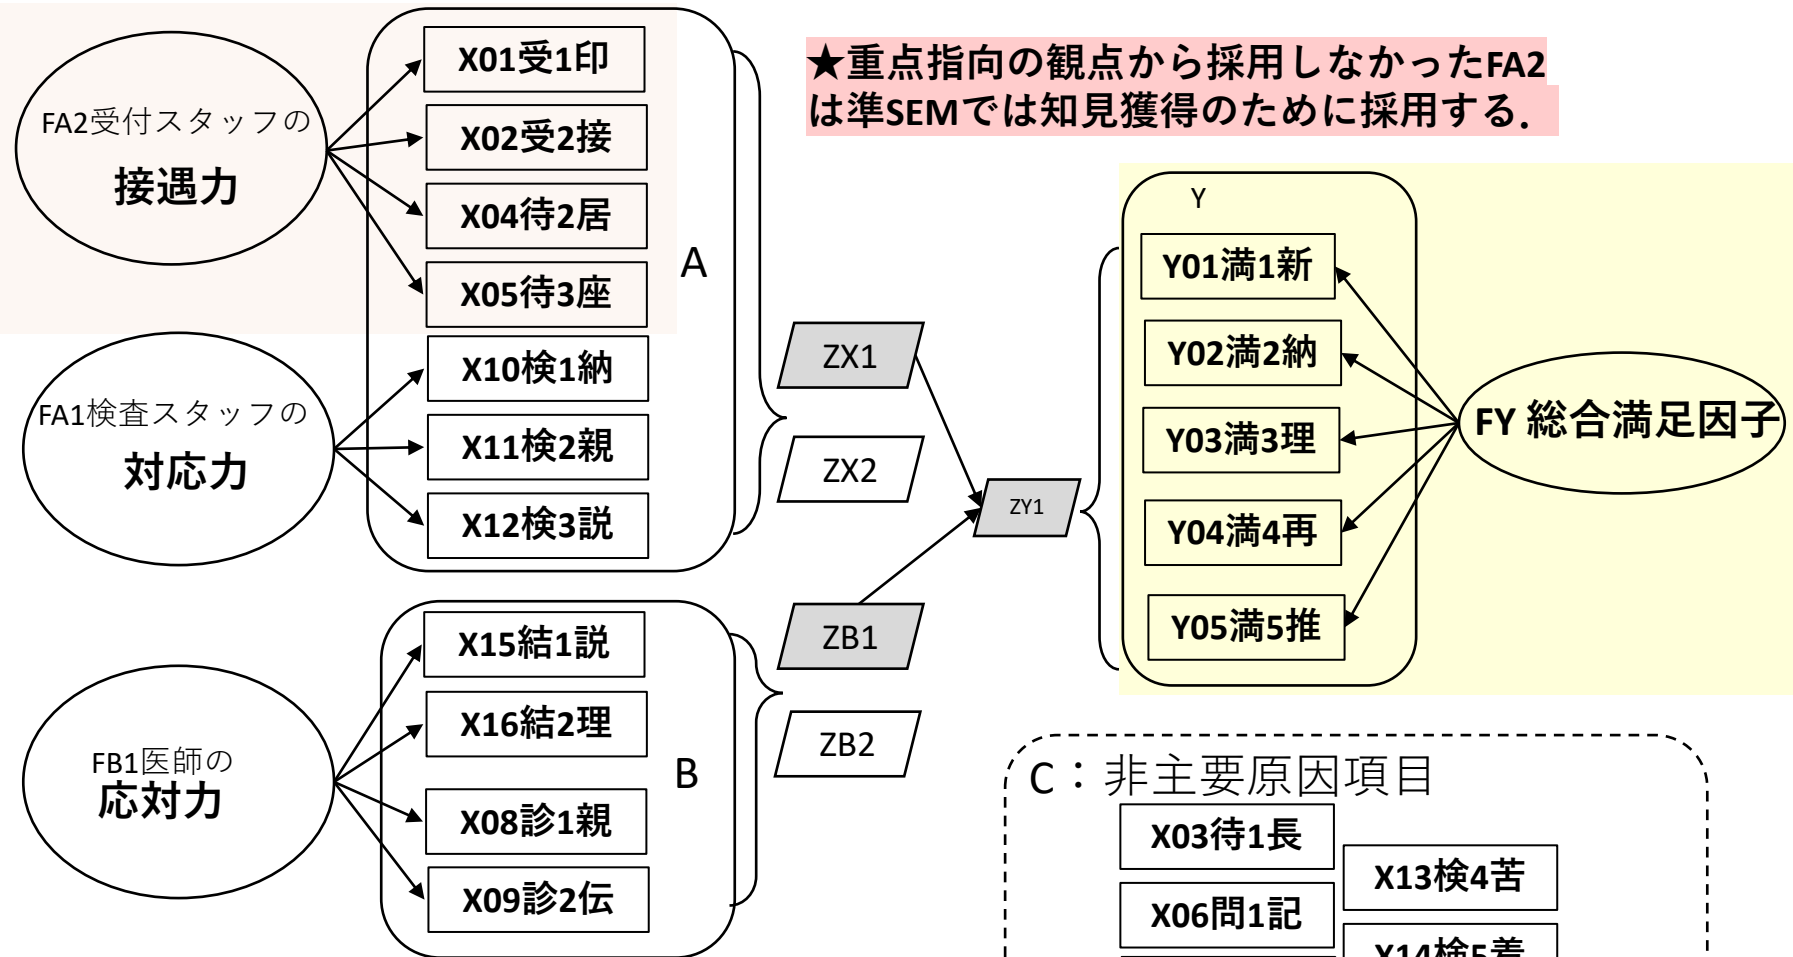 ★重点指向の観点から採用しなかったFA2
は準SEMでは知見獲得のために採用する.
FA2受付スタッフの
接遇力
X01受1印
X02受2接
X04待2居
X05待3座
A
FA1検査スタッフの
対応力
X10検1納
X11検2親
X12検3説
FB1医師の
応対力
X15結1説
X16結2理
X08診1親
X09診2伝
B
ZX1
ZX2
ZB1
ZB2
ZY1
Y
Y01満1新
Y02満2納
Y03満3理
Y04満4再
Y05満5推
FY 総合満足因子
C：非主要原因項目
X03待1長
X13検4苦
X06問1記
X14検5着